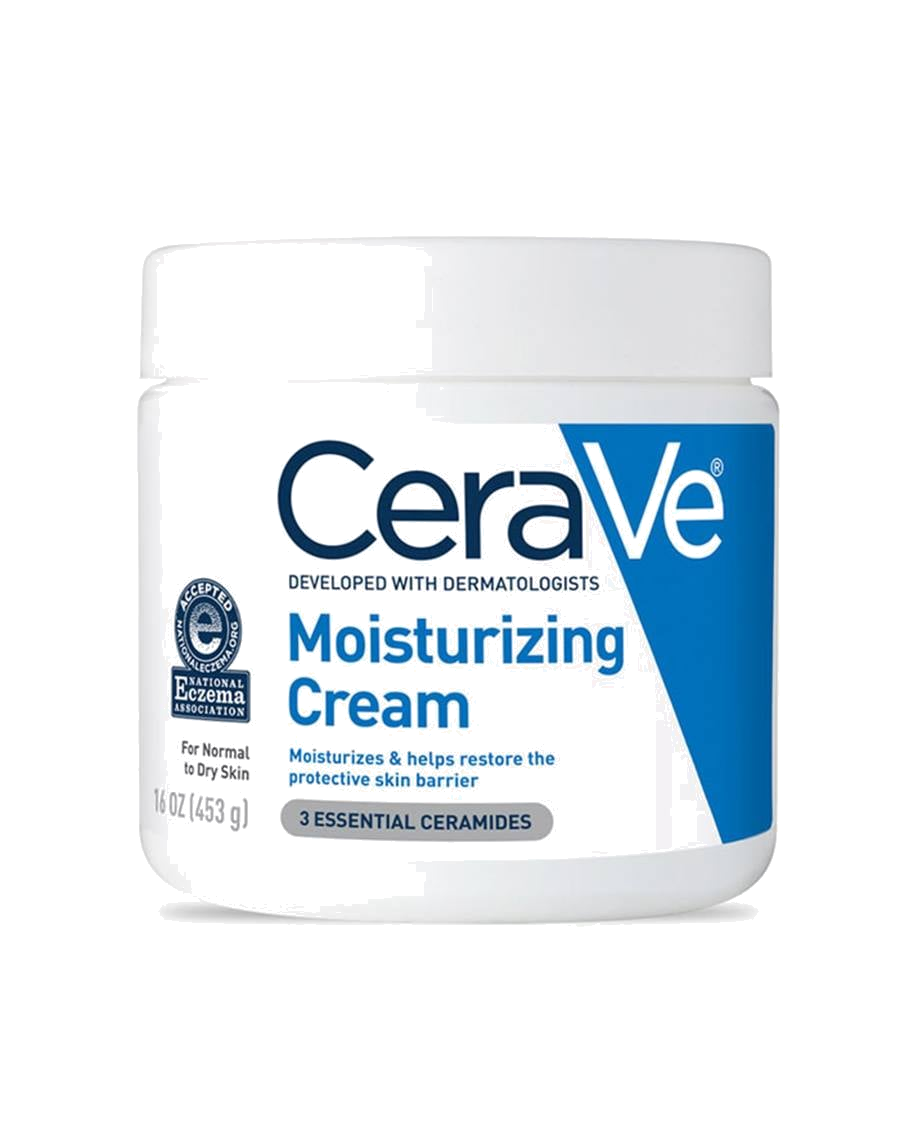 CeraVe®
DEVELOPED WITH DERMATOLOGISTS
Moisturizing
Cream
Moisturizes & helps restore the
protective skin barrier
3 ESSENTIAL CERAMIDES
ACCEPTED
e
NATIONALECZEMA.ORG
NATIONAL
Eczema
ASSOCIATION
For Normal
to Dry Skin
16 OZ (453 g)